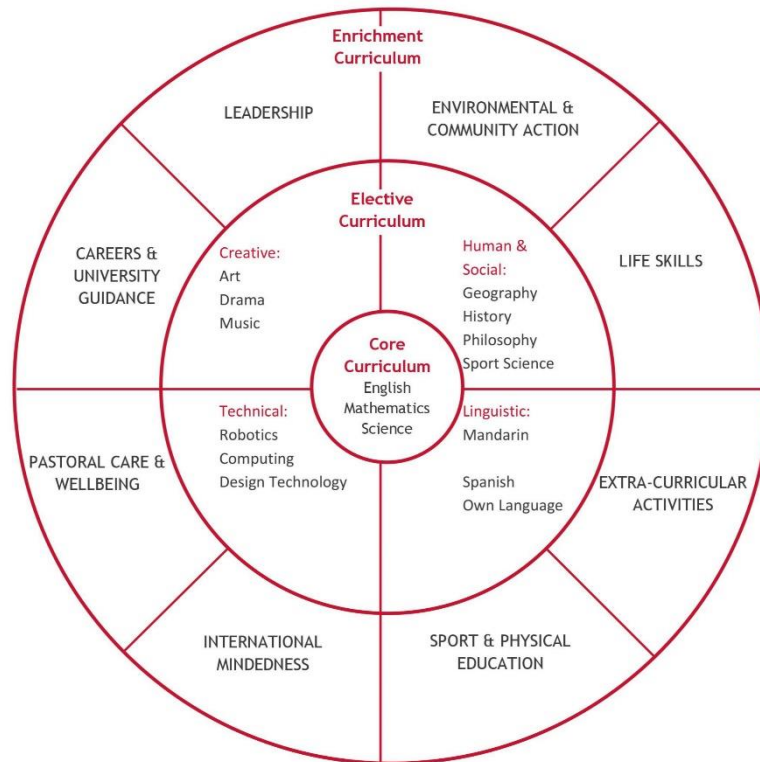 Enrichment
Curriculum
LEADERSHIP
ENVIRONMENTAL &
COMMUNITY ACTION
CAREERS &
UNIVERSITY
GUIDANCE
LIFE SKILLS
Elective
Curriculum
Creative:
Art
Drama
Music
Human &
Social:
Geography
History
Philosophy
Sport Science
Core
Curriculum
English
Mathematics
Science
Technical:
Robotics
Computing
Design Technology
Linguistic:
Mandarin
Spanish
Own Language
PASTORAL CARE &
WELLBEING
EXTRA-CURRICULAR
ACTIVITIES
INTERNATIONAL
MINDEDNESS
SPORT & PHYSICAL
EDUCATION